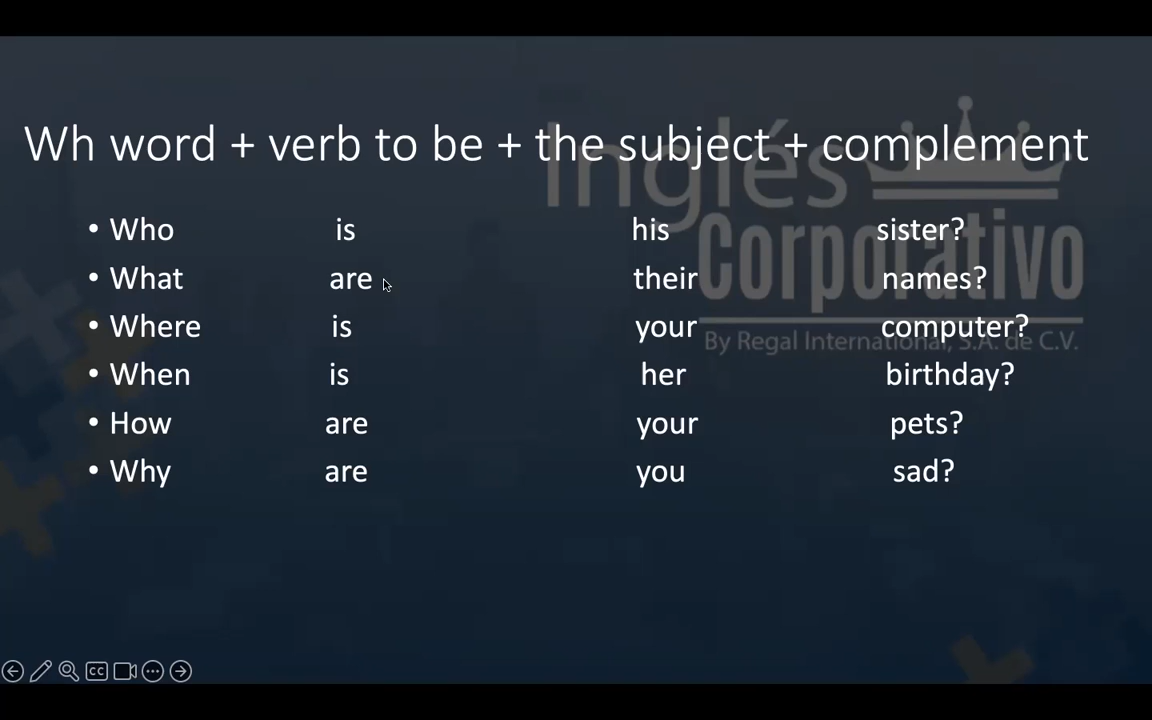 Wh word + verb to be + the subject + complement
• Who is his sister?
• What are their names?
• Where is your computer?
• When is her birthday?
• How are your pets?
• Why are you sad?
Inglés
Corporativo
By Regal International, S.A. de C.V.
CC